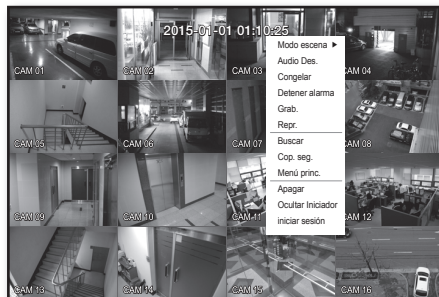 2015-01-01 01:10:25
CAM 01
CAM 02
CAM 03
CAM 04
Modo escena ▶
Audio Des.
Congelar
Detener alarma
Grab.
Repr.
Buscar
Cop. seg.
Menú princ.
Apagar
Ocultar Iniciador
iniciar sesión
CAM 05
CAM 06
CAM 07
CAM 08
CAM 09
CAM 10
CAM 11
CAM 12
CAM 13
CAM 14
CAM 15
CAM 16